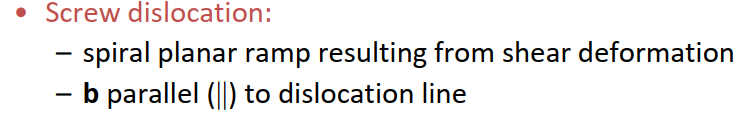 • Screw dislocation:
– spiral planar ramp resulting from shear deformation
– b parallel (||) to dislocation line